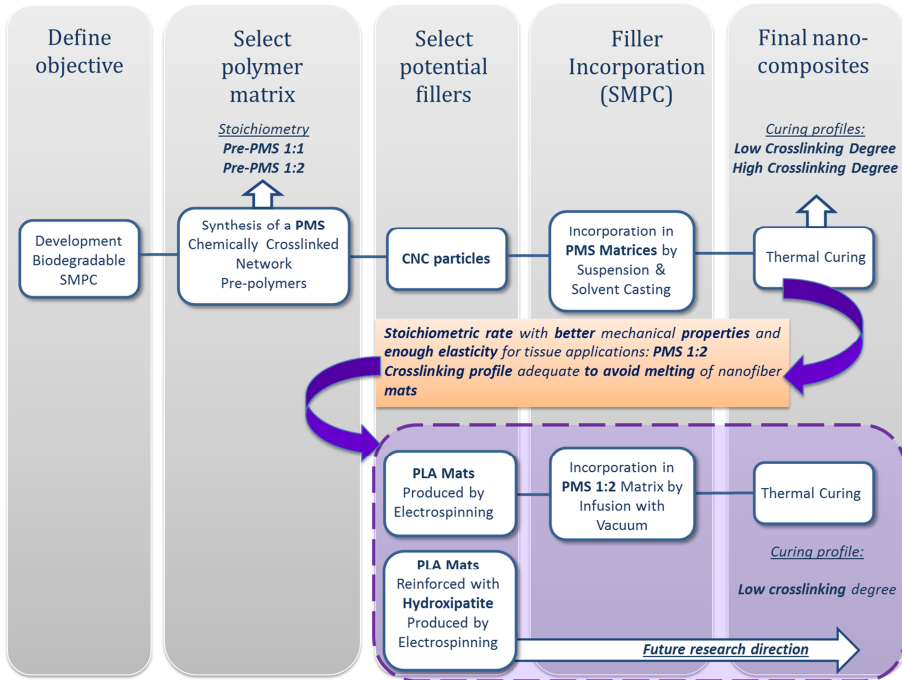 Define
objective
Select
polymer
matrix
Select
potential
fillers
Filler
Incorporation
(SMPC)
Final nano-
composites
Stoichiometry
Pre-PMS 1:1
Pre-PMS 1:2
Curing profiles:
Low Crosslinking Degree
High Crosslinking Degree
Development
Biodegradable
SMPC
Synthesis of a PMS
Chemically Crosslinked
Network
Pre-polymers
CNC particles
Incorporation in
PMS Matrices by
Suspension &
Solvent Casting
Thermal Curing
Stoichiometric rate with better mechanical properties and
enough elasticity for tissue applications: PMS 1:2
Crosslinking profile adequate to avoid melting of nanofiber
mats
PLA Mats
Produced by
Electrospinning
Incorporation in
PMS 1:2 Matrix by
Infusion with
Vacuum
Thermal Curing
Curing profile:
Low crosslinking degree
PLA Mats
Reinforced with
Hydroxipatite
Produced by
Electrospinning
Future research direction